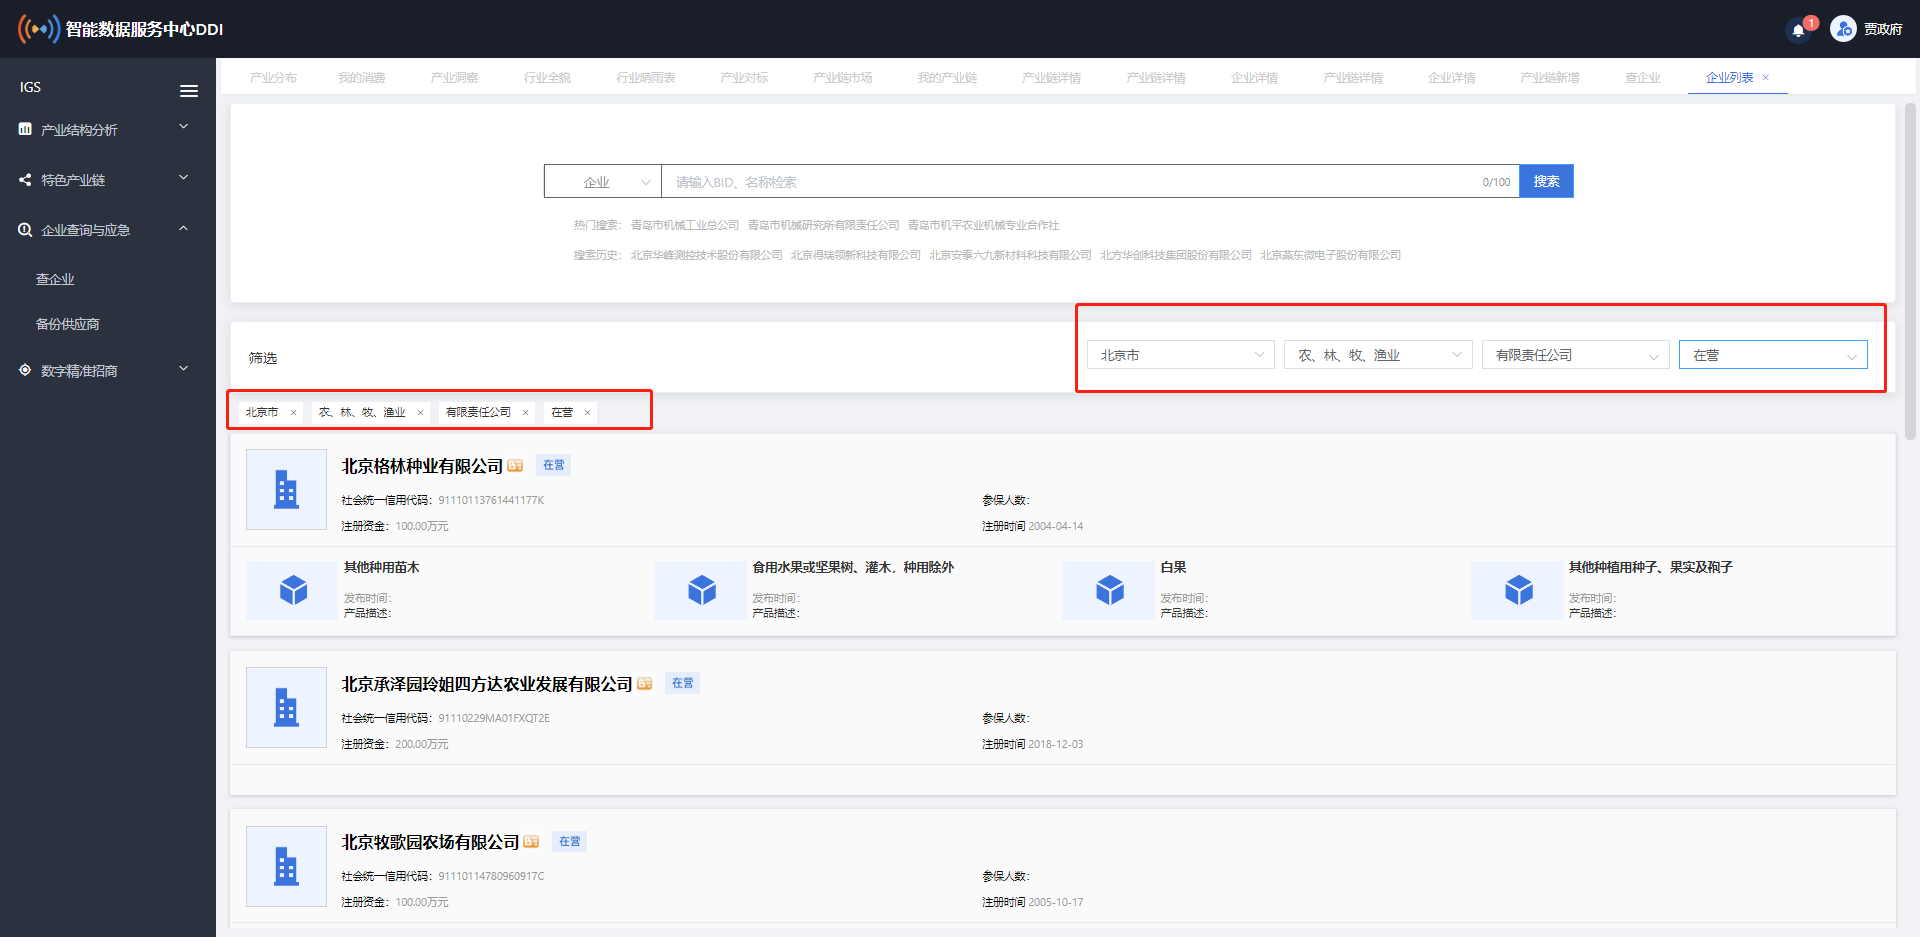 智能数据服务中心DDI
1
贾政府
IGS
产业结构分析
特色产业链
企业查询与应急
查企业
备份供应商
数字精准招商
产业分布 我的消费 产业洞察 行业全貌 行业晴雨表 产业对标 产业链市场 我的产业链 产业链详情 产业链详情 企业详情 产业链详情 企业详情 产业链新增 查企业 企业列表 ×
企业 请输入BID、名称检索 0/100 搜索
热门搜索： 青岛市机械工业总公司 青岛市机械研究所有限责任公司 青岛市机平农业机械专业合作社
搜索历史： 北京华峰测控技术股份有限公司 北京得瑞领新科技有限公司 北京安泰六九新材料科技有限公司 北方华创科技集团股份有限公司 北京燕东微电子股份有限公司
筛选 北京市 农、林、牧、渔业 有限责任公司 在营
北京市 × 农、林、牧、渔业 × 有限责任公司 × 在营 ×
北京格林种业有限公司 在营
社会统一信用代码：91110113761441177K 参保人数：
注册资金：100.00万元 注册时间 2004-04-14
其他种用苗木 食用水果或坚果树、灌木，种用除外 白果 其他种植用种子、果实及孢子
发布时间： 发布时间： 发布时间： 发布时间：
产品描述： 产品描述： 产品描述： 产品描述：
北京承泽园玲姐四方达农业发展有限公司 在营
社会统一信用代码：91110229MA01FXQT2E 参保人数：
注册资金：200.00万元 注册时间 2018-12-03
北京牧歌园农场有限公司 在营
社会统一信用代码：91110114780960917C 参保人数：
注册资金：100.00万元 注册时间 2005-10-17